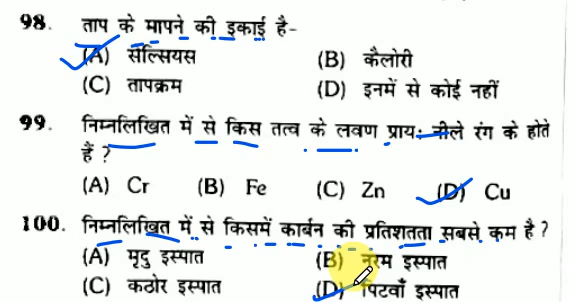 98. ताप के मापने की इकाई है-
(A) सेल्सियस (B) कैलोरी
(C) तापक्रम (D) इनमें से कोई नहीं
99. निम्नलिखित में से किस तत्व के लवण प्रायः नीले रंग के होते
हैं ?
(A) Cr (B) Fe (C) Zn (D) Cu
100. निम्नलिखित में से किसमें कार्बन की प्रतिशतता सबसे कम है ?
(A) मृदु इस्पात (B) नरम इस्पात
(C) कठोर इस्पात (D) पिटवाँ इस्पात